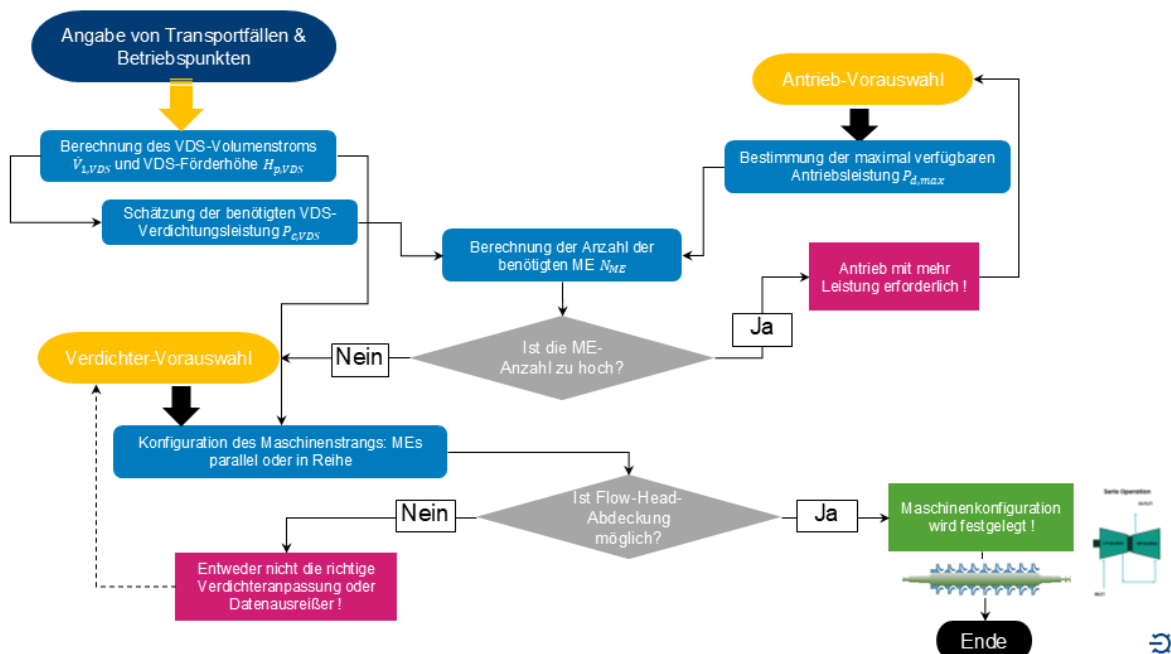 Angabe von Transportfällen &
Betriebspunkten
Antrieb-Vorauswahl
Berechnung des VDS-Volumenstroms
V̇₁,VDS und VDS-Förderhöhe Hp,VDS
Bestimmung der maximal verfügbaren
Antriebsleistung Pd,max
Schätzung der benötigten VDS-
Verdichtungsleistung Pc,VDS
Berechnung der Anzahl der
benötigten ME NME
Antrieb mit mehr
Leistung erforderlich !
Ja
Nein
Ist die ME-
Anzahl zu hoch?
Verdichter-Vorauswahl
Konfiguration des Maschinenstrangs: MEs
parallel oder in Reihe
Ist Flow-Head-
Abdeckung
möglich?
Nein
Ja
Maschinenkonfiguration
wird festgelegt !
Serie Operation
Entweder nicht die richtige
Verdichteranpassung oder
Datenausreißer !
Ende